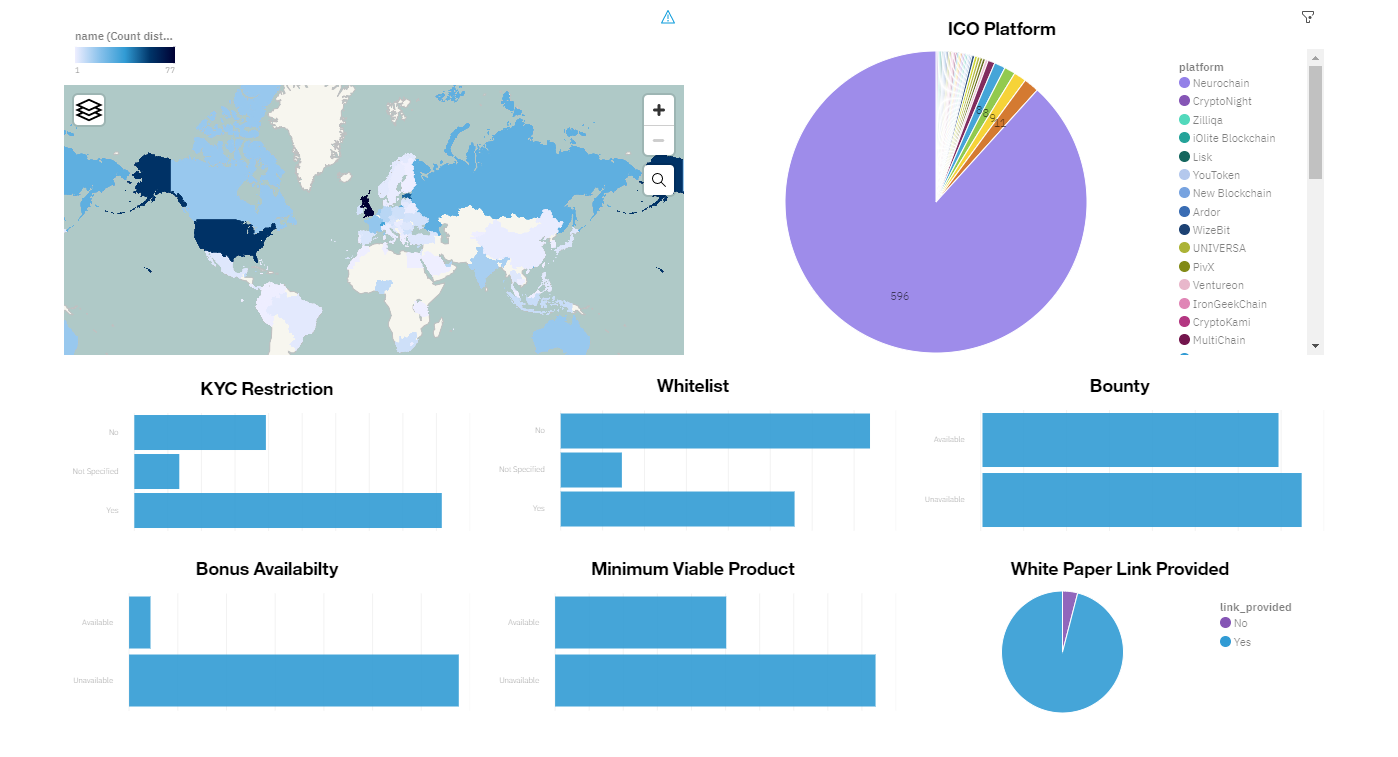 name (Count dist...
1 77
ICO Platform
596
8
8
9
11
platform
Neurochain
CryptoNight
Zilliqa
iOlite Blockchain
Lisk
YouToken
New Blockchain
Ardor
WizeBit
UNIVERSA
PivX
Ventureon
IronGeekChain
CryptoKami
MultiChain
KYC Restriction
No
Not Specified
Yes
Whitelist
No
Not Specified
Yes
Bounty
Available
Unavailable
Bonus Availabilty
Available
Unavailable
Minimum Viable Product
Available
Unavailable
White Paper Link Provided
link_provided
No
Yes